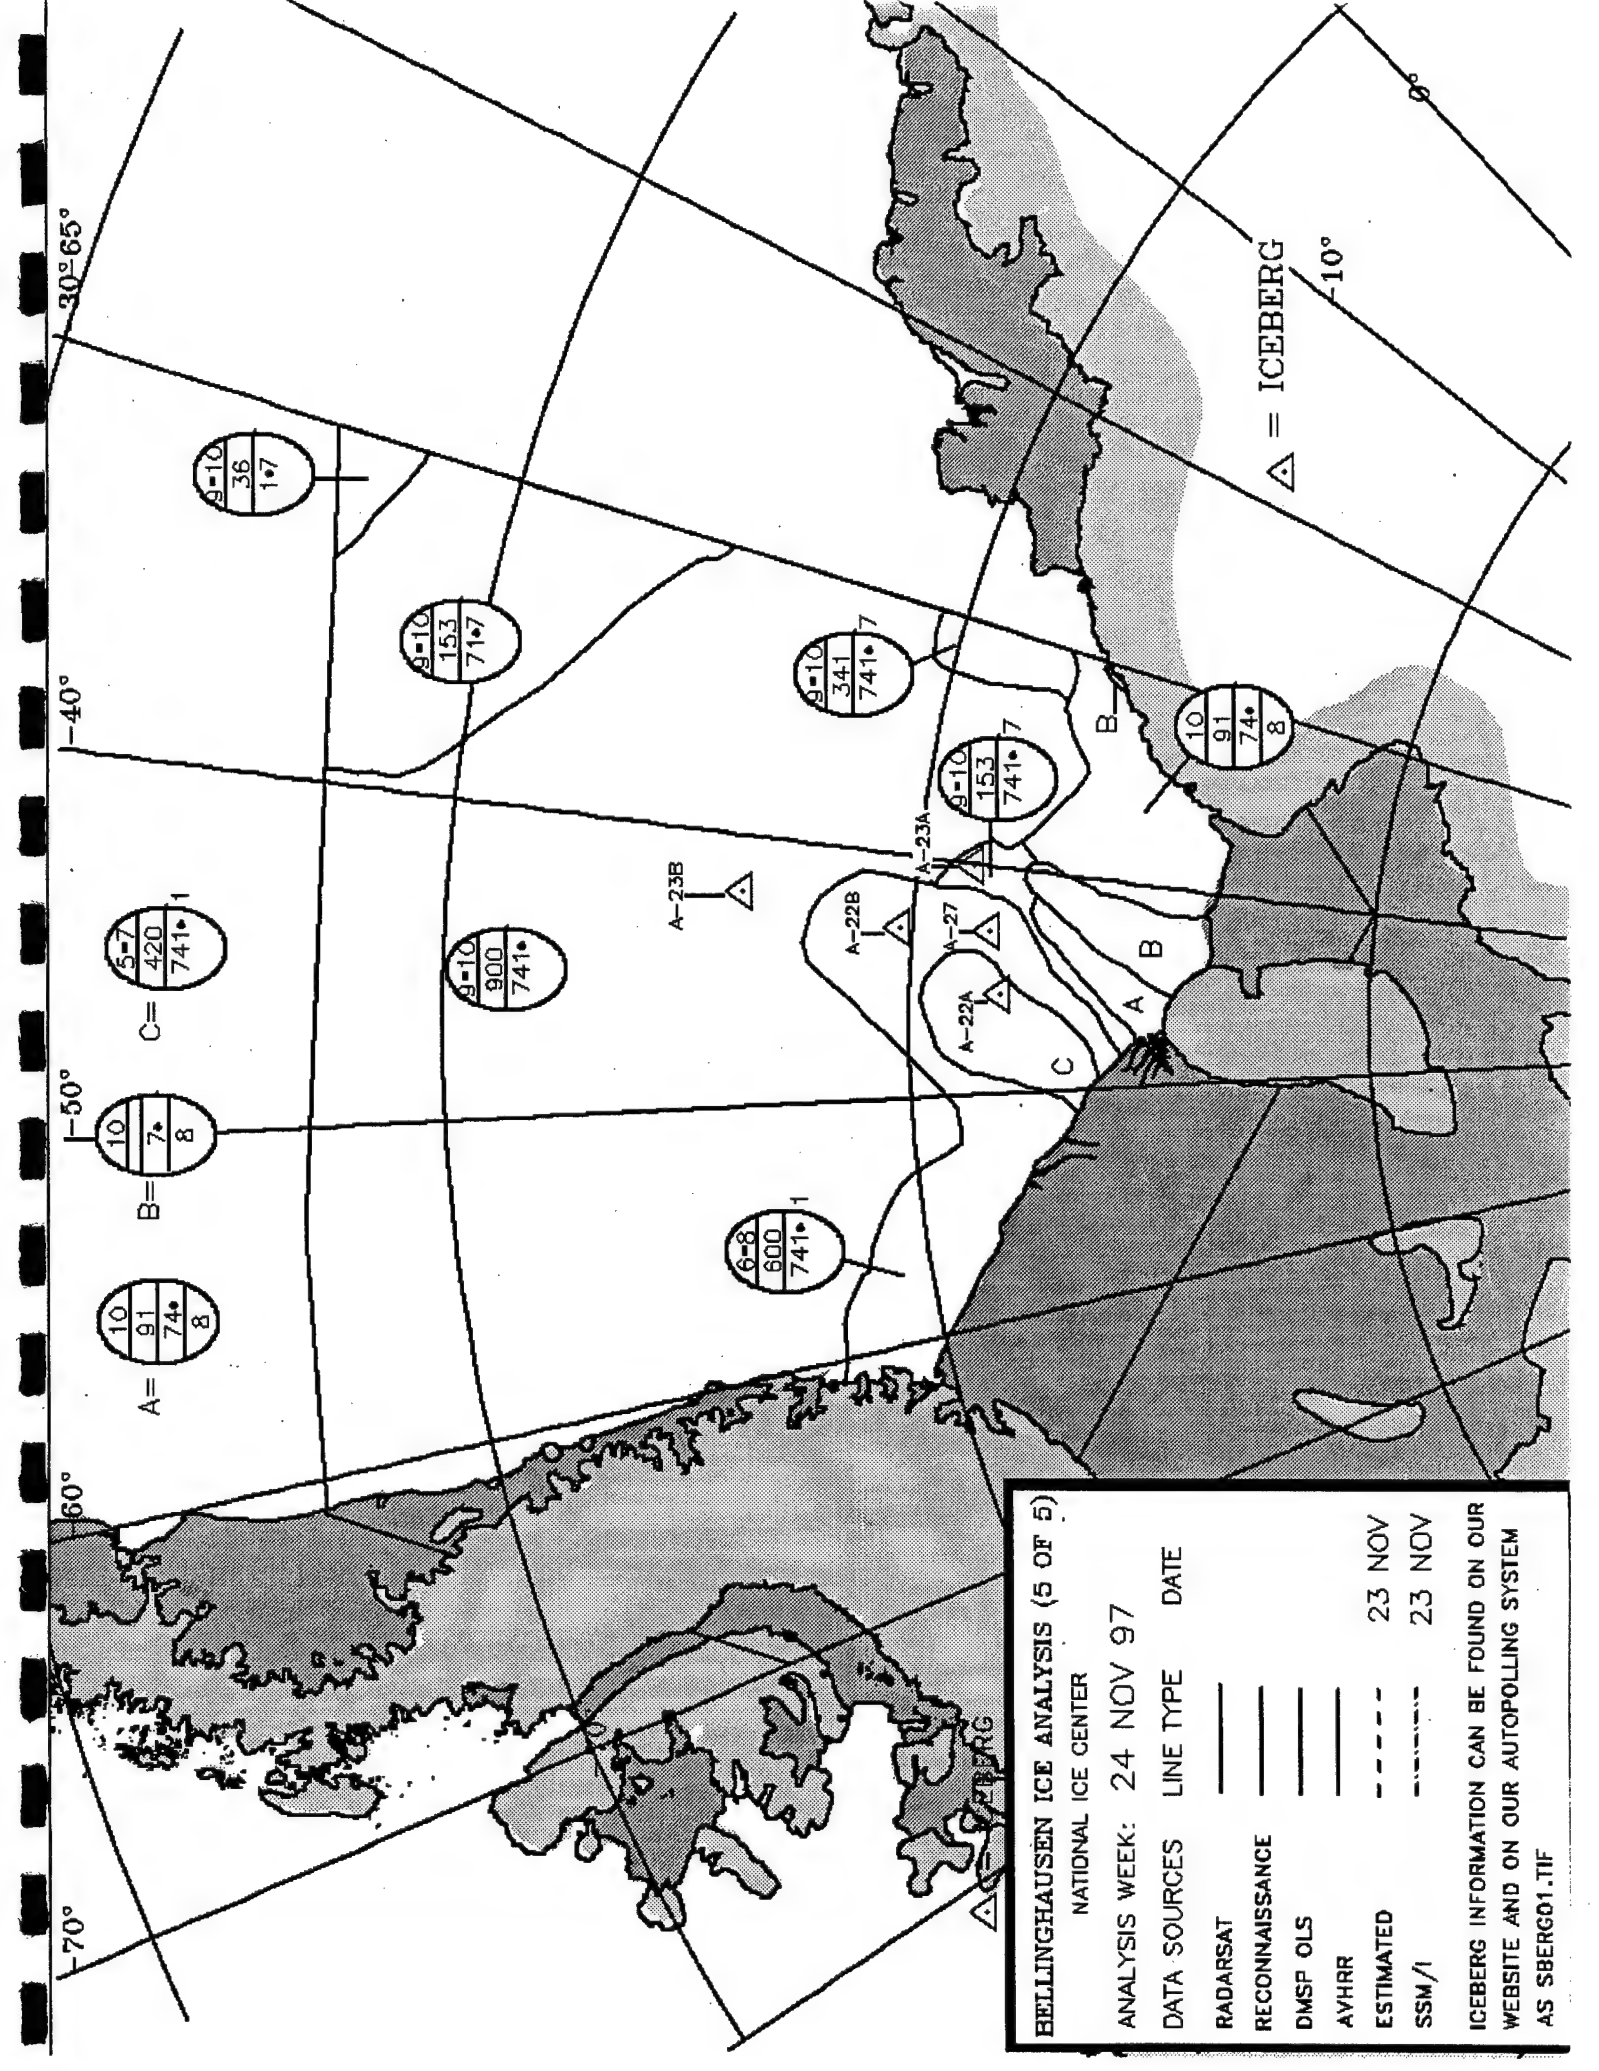 -70°
-60°
-50°
-40°
30°-65°
A=
10
91
74•
8
B=
10
7•
8
C=
5-7
420
741• 1
9-10
36
1•7
9-10
153
71•7
9-10
900
741•
A-23B
6-8
600
741• 1
9-10
341
741• 7
A-22B
A-23A
A-27
A-22A
9-10
153
741• 7
C
A
B
B
10
91
74•
8
△ = ICEBERG
-10°
0°
BELLINGHAUSEN ICE ANALYSIS (5 OF 5)
NATIONAL ICE CENTER
ANALYSIS WEEK: 24 NOV 97
DATA SOURCES LINE TYPE DATE
RADARSAT
RECONNAISSANCE
DMSP OLS
AVHRR
ESTIMATED 23 NOV
SSM/I 23 NOV
ICEBERG INFORMATION CAN BE FOUND ON OUR
WEBSITE AND ON OUR AUTOPOLLING SYSTEM
AS SBERG01.TIF